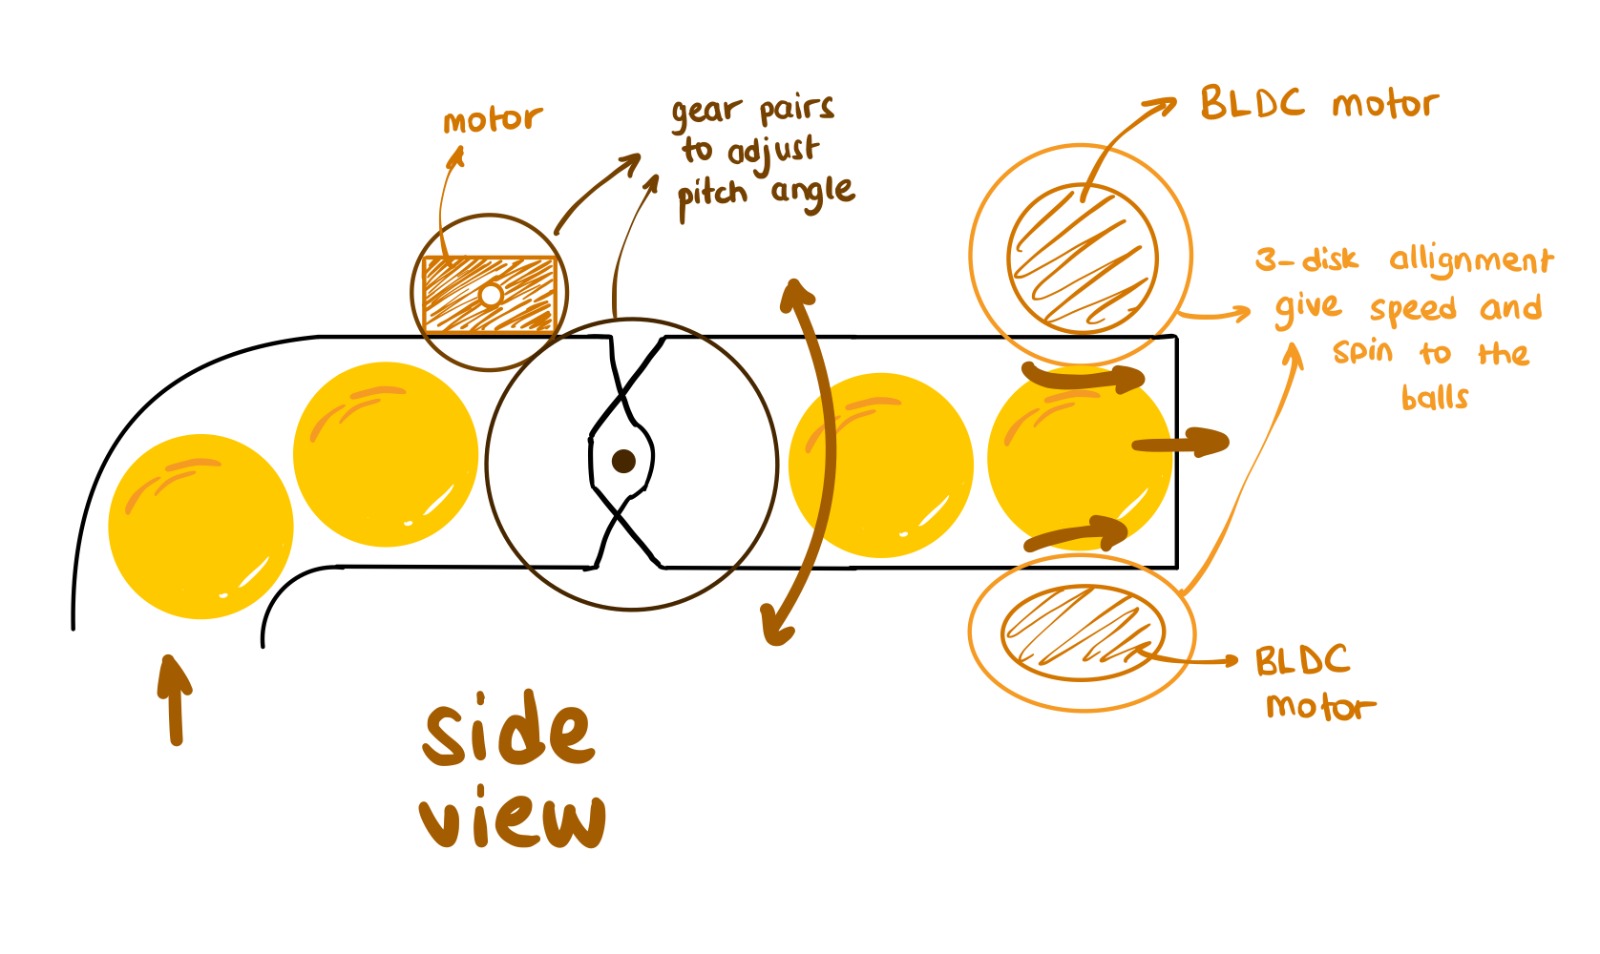 motor
gear pairs
to adjust
pitch angle
BLDC motor
3-disk allignment
give speed and
spin to the
balls
BLDC
motor
side
view